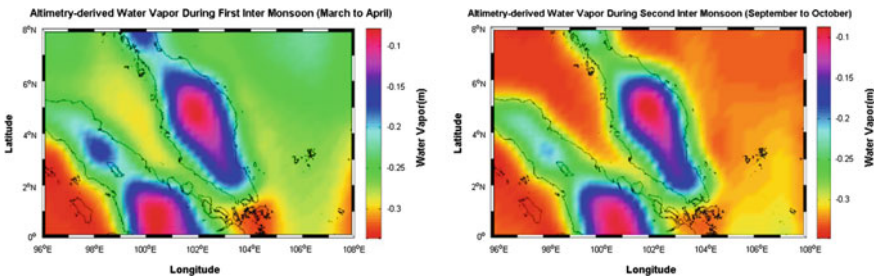 Altimetry-derived Water Vapor During First Inter Monsoon (March to April)
8°N
6°N
4°N
2°N
0°
96°E 98°E 100°E 102°E 104°E 106°E 108°E
Latitude
Longitude
-0.1
-0.15
-0.2
-0.25
-0.3
Water Vapor(m)
Altimetry-derived Water Vapor During Second Inter Monsoon (September to October)
8°N
6°N
4°N
2°N
0°
96°E 98°E 100°E 102°E 104°E 106°E 108°E
Latitude
Longitude
-0.1
-0.15
-0.2
-0.25
-0.3
Water Vapor(m)